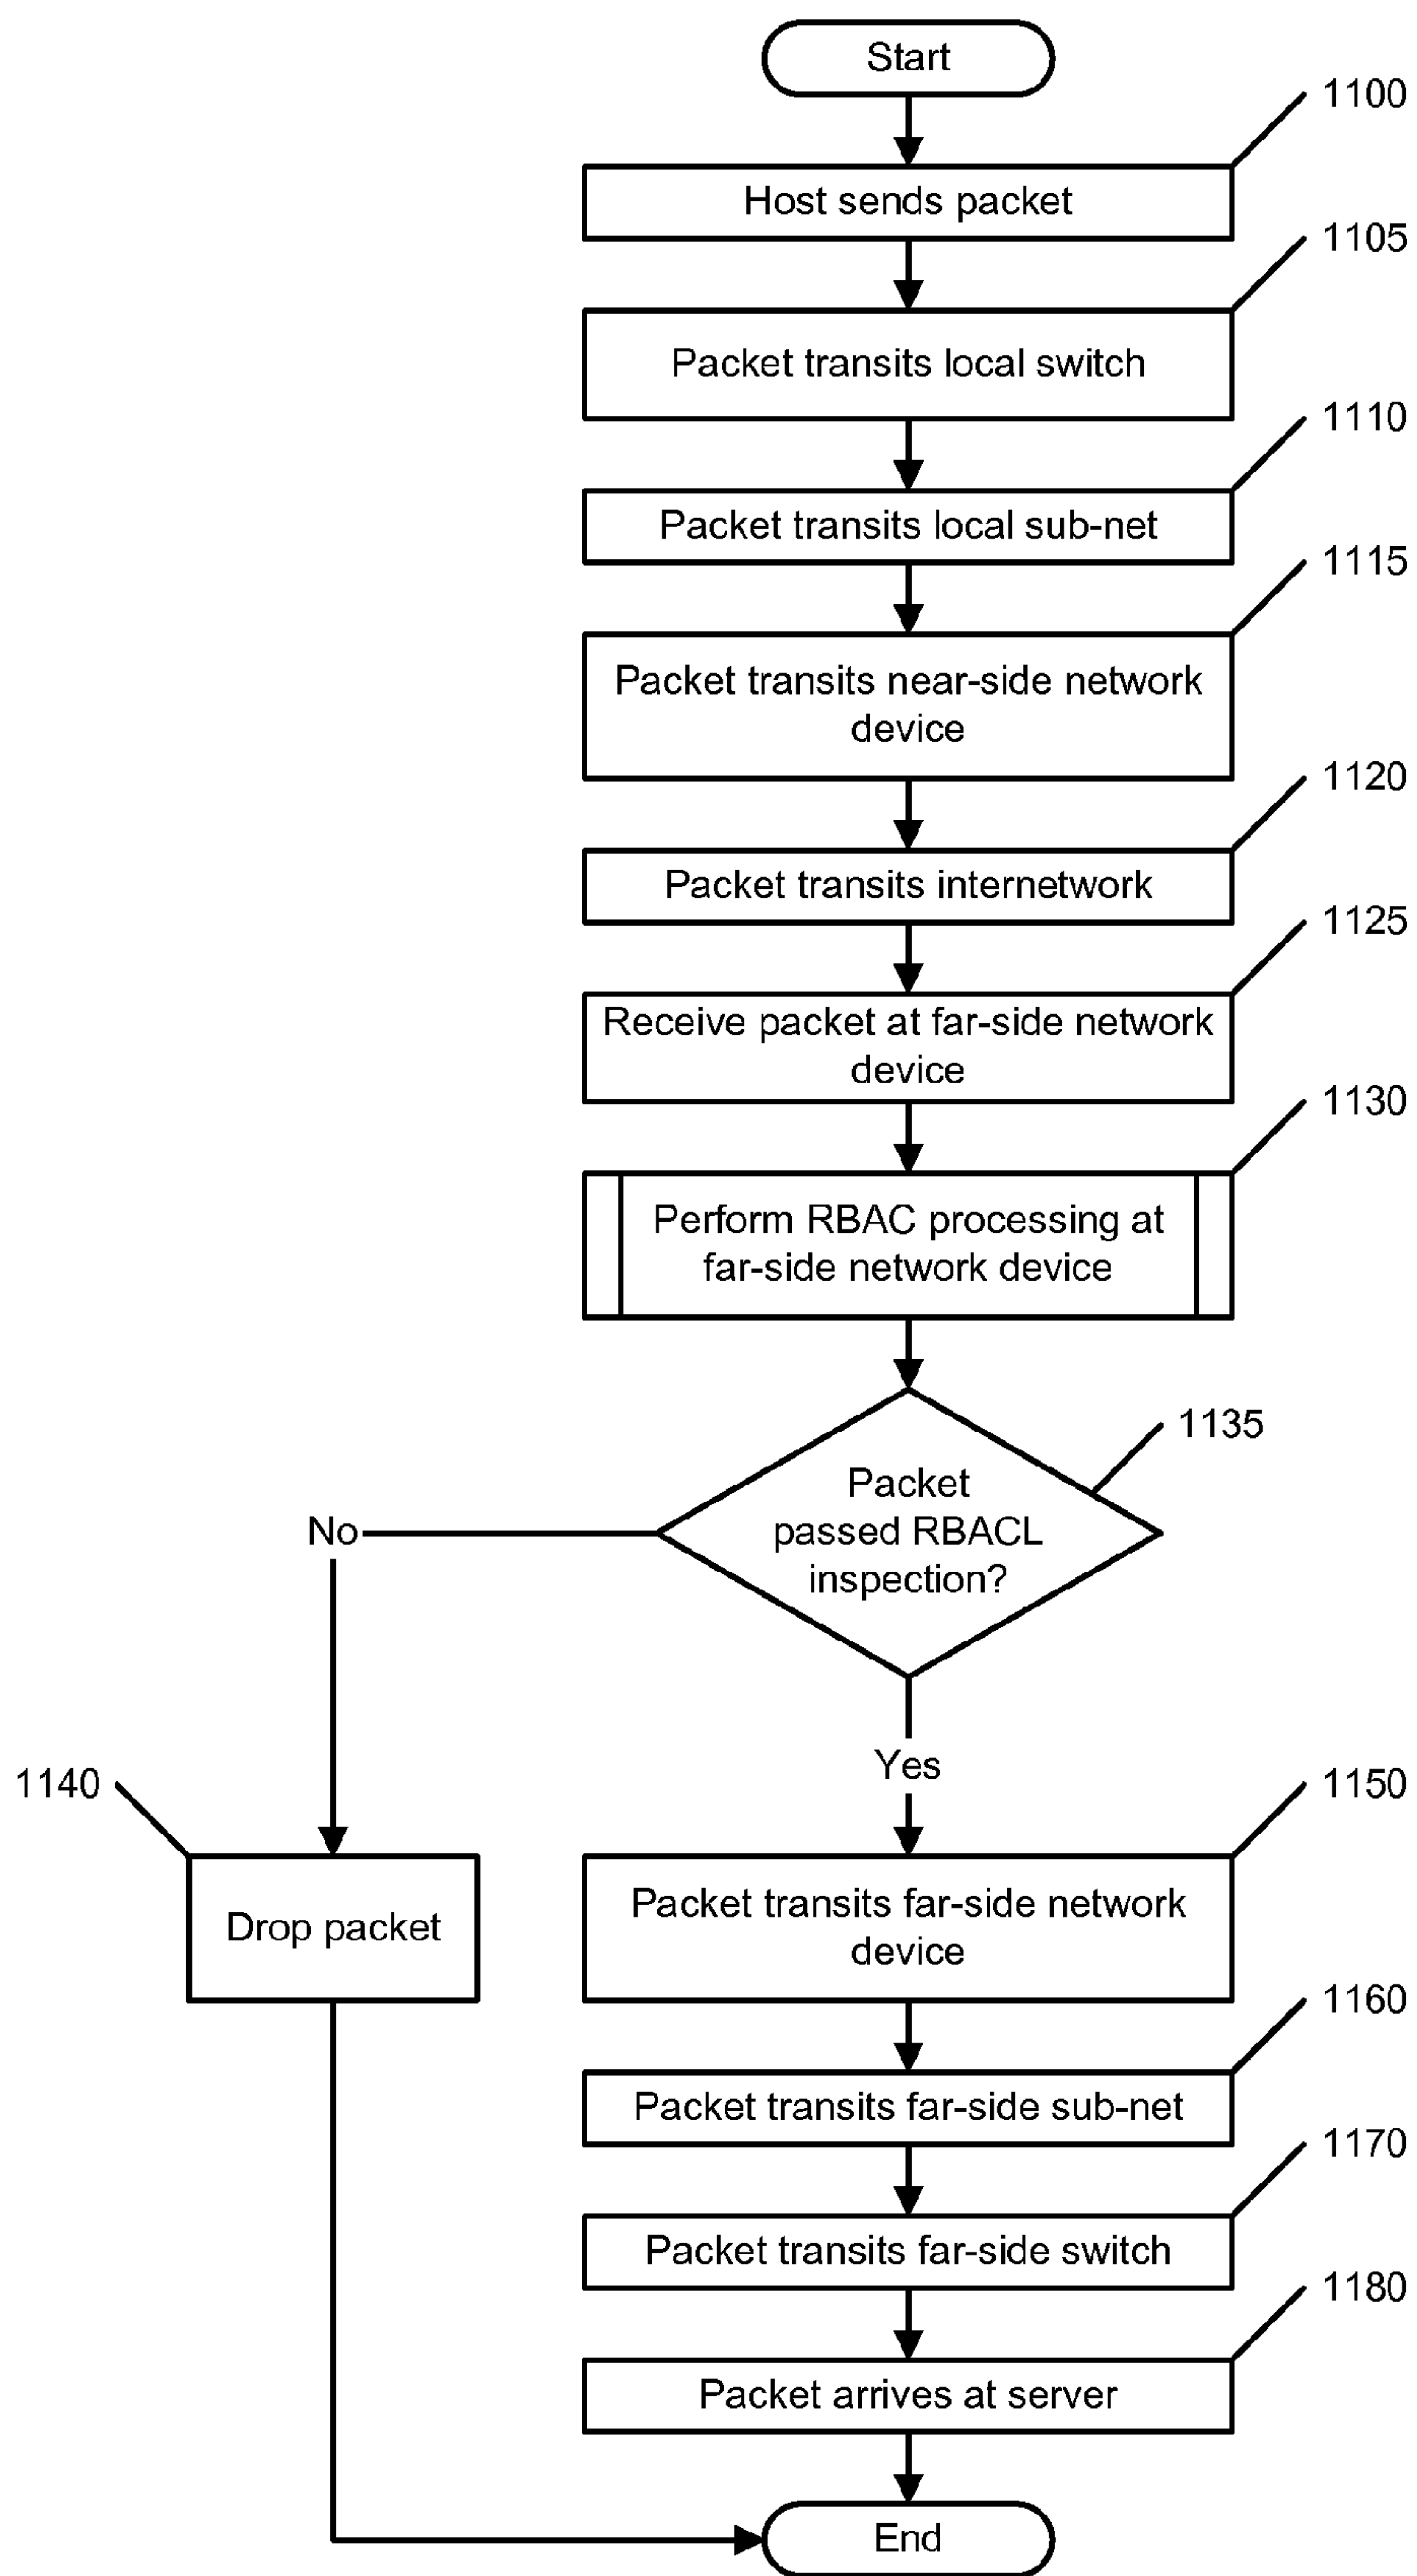 Start
1100
Host sends packet
1105
Packet transits local switch
1110
Packet transits local sub-net
1115
Packet transits near-side network
device
1120
Packet transits internetwork
1125
Receive packet at far-side network
device
1130
Perform RBAC processing at
far-side network device
1135
Packet
passed RBACL
inspection?
No
Yes
1140
Drop packet
1150
Packet transits far-side network
device
1160
Packet transits far-side sub-net
1170
Packet transits far-side switch
1180
Packet arrives at server
End